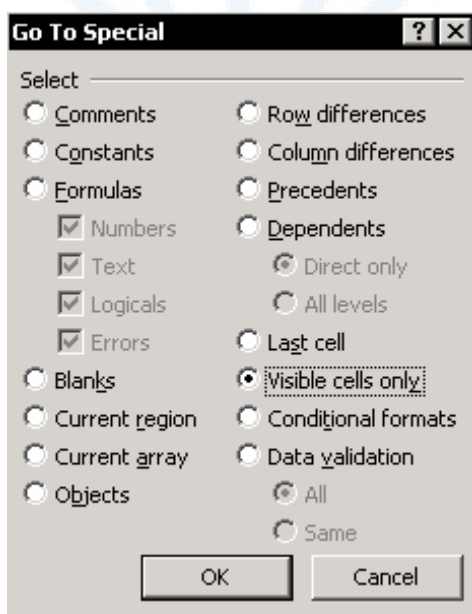 Go To Special
Select
Comments
Constants
Formulas
Numbers
Text
Logicals
Errors
Blanks
Current region
Current array
Objects
Row differences
Column differences
Precedents
Dependents
Direct only
All levels
Last cell
Visible cells only
Conditional formats
Data validation
All
Same
OK
Cancel